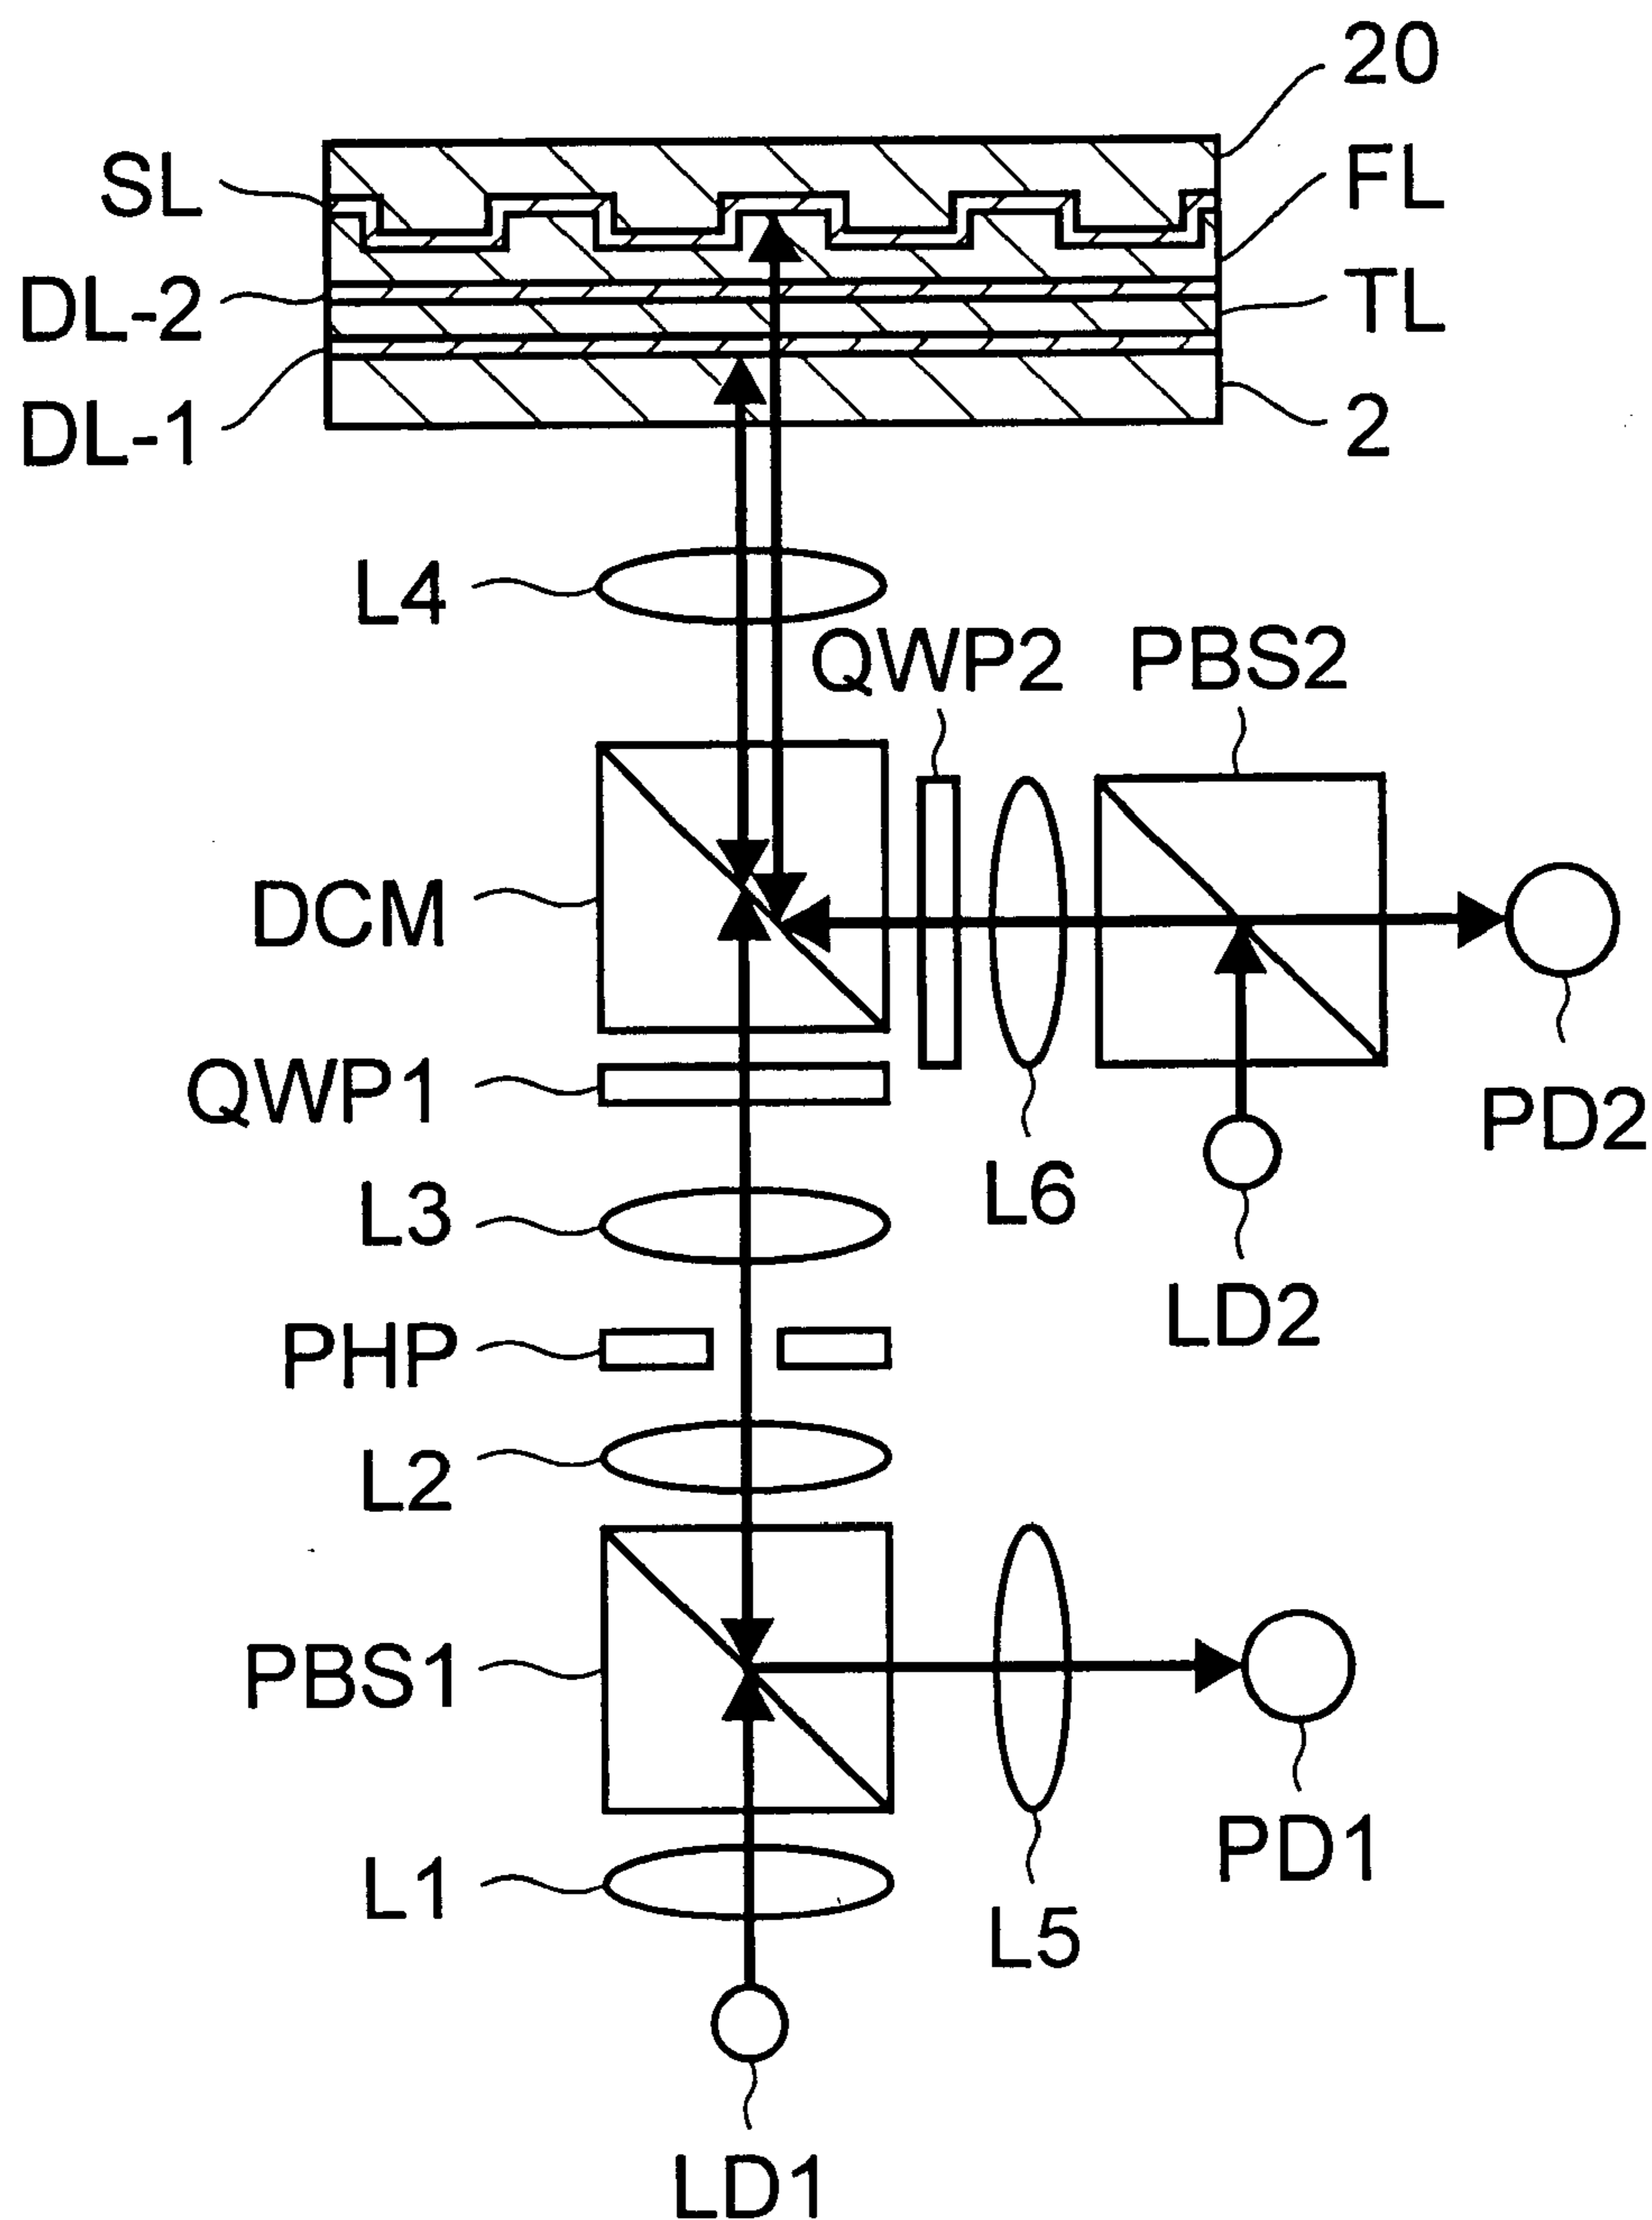 20
SL
FL
DL-2
TL
DL-1
2
L4
QWP2
PBS2
DCM
QWP1
PD2
L6
L3
LD2
PHP
L2
PBS1
PD1
L1
L5
LD1